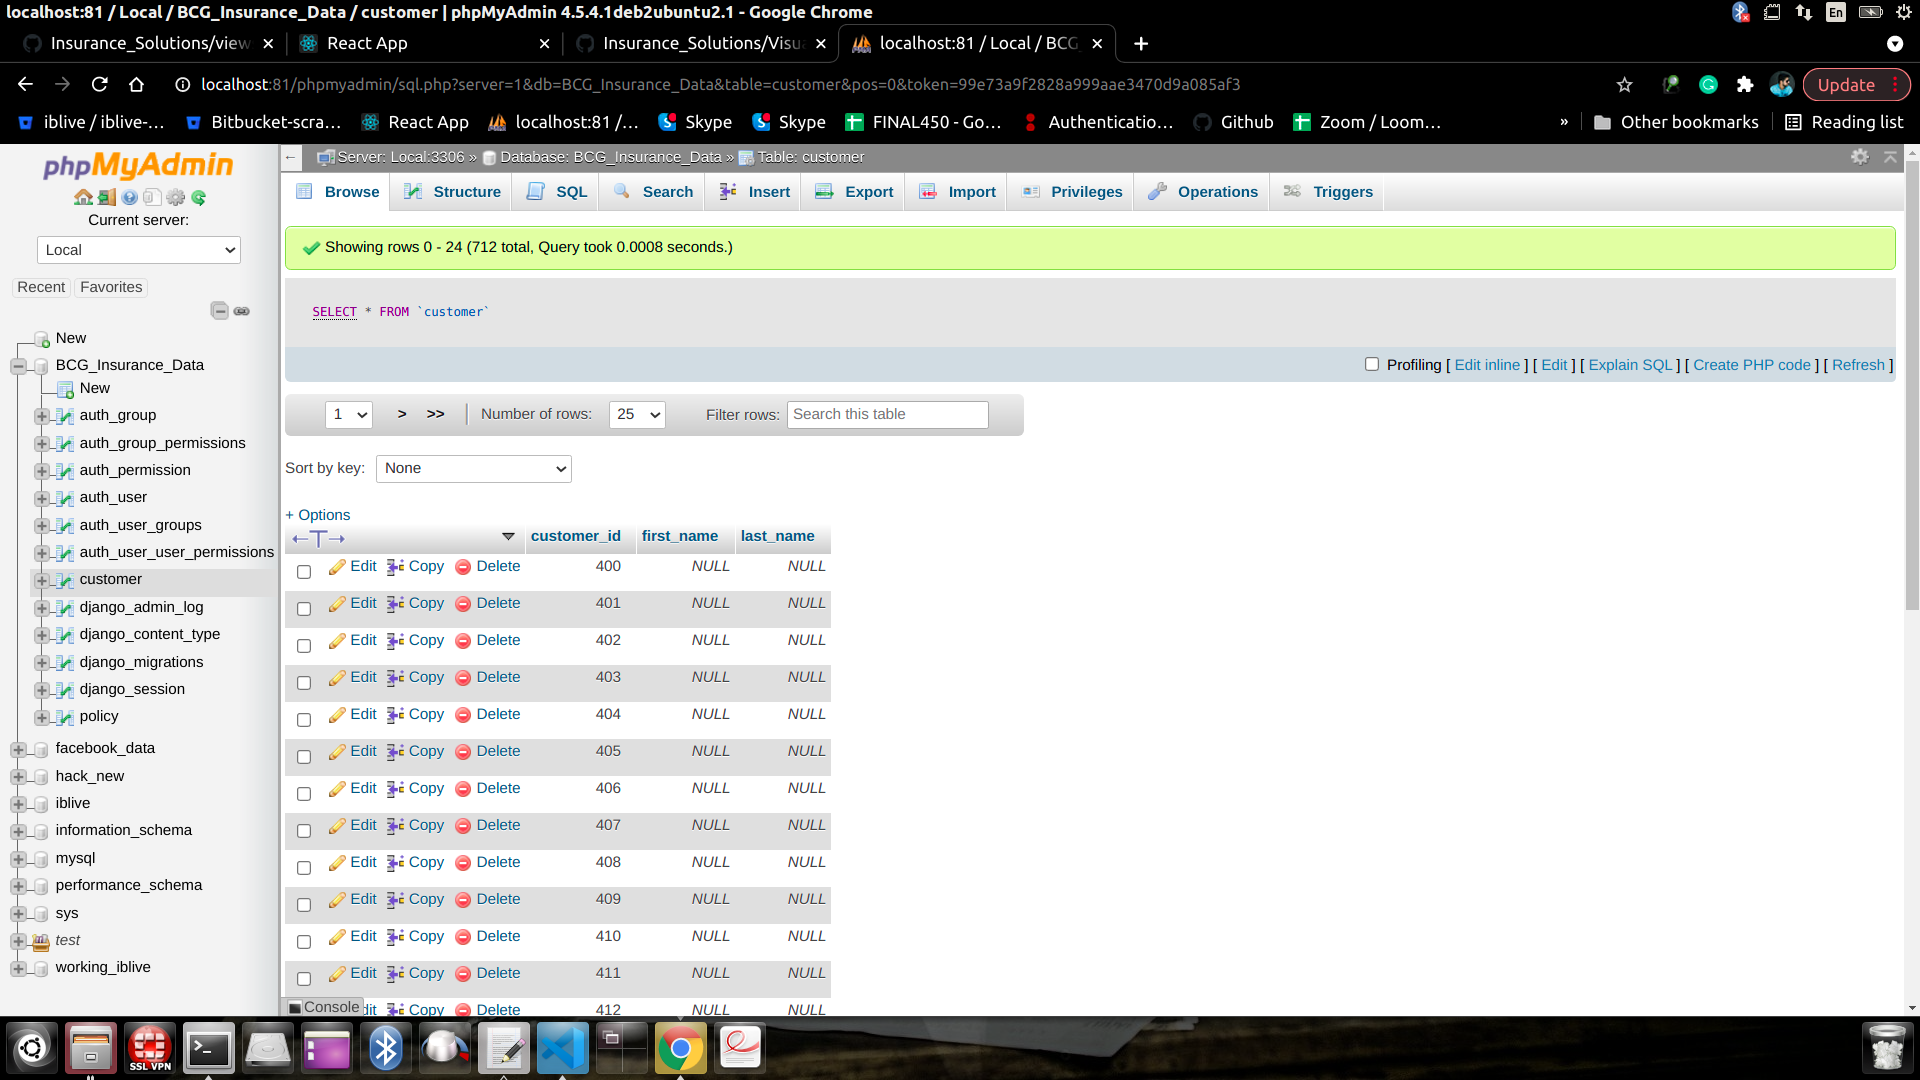 localhost:81 / Local / BCG_Insurance_Data / customer | phpMyAdmin 4.5.4.1deb2ubuntu2.1 - Google Chrome
En
Insurance_Solutions/view
React App
Insurance_Solutions/Visu
localhost:81 / Local / BCG_
localhost:81/phpmyadmin/sql.php?server=1&db=BCG_Insurance_Data&table=customer&pos=0&token=99e73a9f2828a999aae3470d9a085af3
Update
iblive / iblive-...
Bitbucket-scra...
React App
localhost:81 /...
Skype
Skype
FINAL450 - Go...
Authenticatio...
Github
Zoom / Loom...
»
Other bookmarks
Reading list
phpMyAdmin
Current server:
Local
Recent
Favorites
New
BCG_Insurance_Data
New
auth_group
auth_group_permissions
auth_permission
auth_user
auth_user_groups
auth_user_user_permissions
customer
django_admin_log
django_content_type
django_migrations
django_session
policy
facebook_data
hack_new
iblive
information_schema
mysql
performance_schema
sys
test
working_iblive
Server: Local:3306 » Database: BCG_Insurance_Data » Table: customer
Browse
Structure
SQL
Search
Insert
Export
Import
Privileges
Operations
Triggers
Showing rows 0 - 24 (712 total, Query took 0.0008 seconds.)
SELECT * FROM `customer`
Profiling [ Edit inline ] [ Edit ] [ Explain SQL ] [ Create PHP code ] [ Refresh ]
1 > >> | Number of rows: 25 Filter rows: Search this table
Sort by key: None
+ Options
←T→ customer_id first_name last_name
Edit Copy Delete 400 NULL NULL
Edit Copy Delete 401 NULL NULL
Edit Copy Delete 402 NULL NULL
Edit Copy Delete 403 NULL NULL
Edit Copy Delete 404 NULL NULL
Edit Copy Delete 405 NULL NULL
Edit Copy Delete 406 NULL NULL
Edit Copy Delete 407 NULL NULL
Edit Copy Delete 408 NULL NULL
Edit Copy Delete 409 NULL NULL
Edit Copy Delete 410 NULL NULL
Edit Copy Delete 411 NULL NULL
dit Copy Delete 412 NULL NULL
Console
SSL VPN